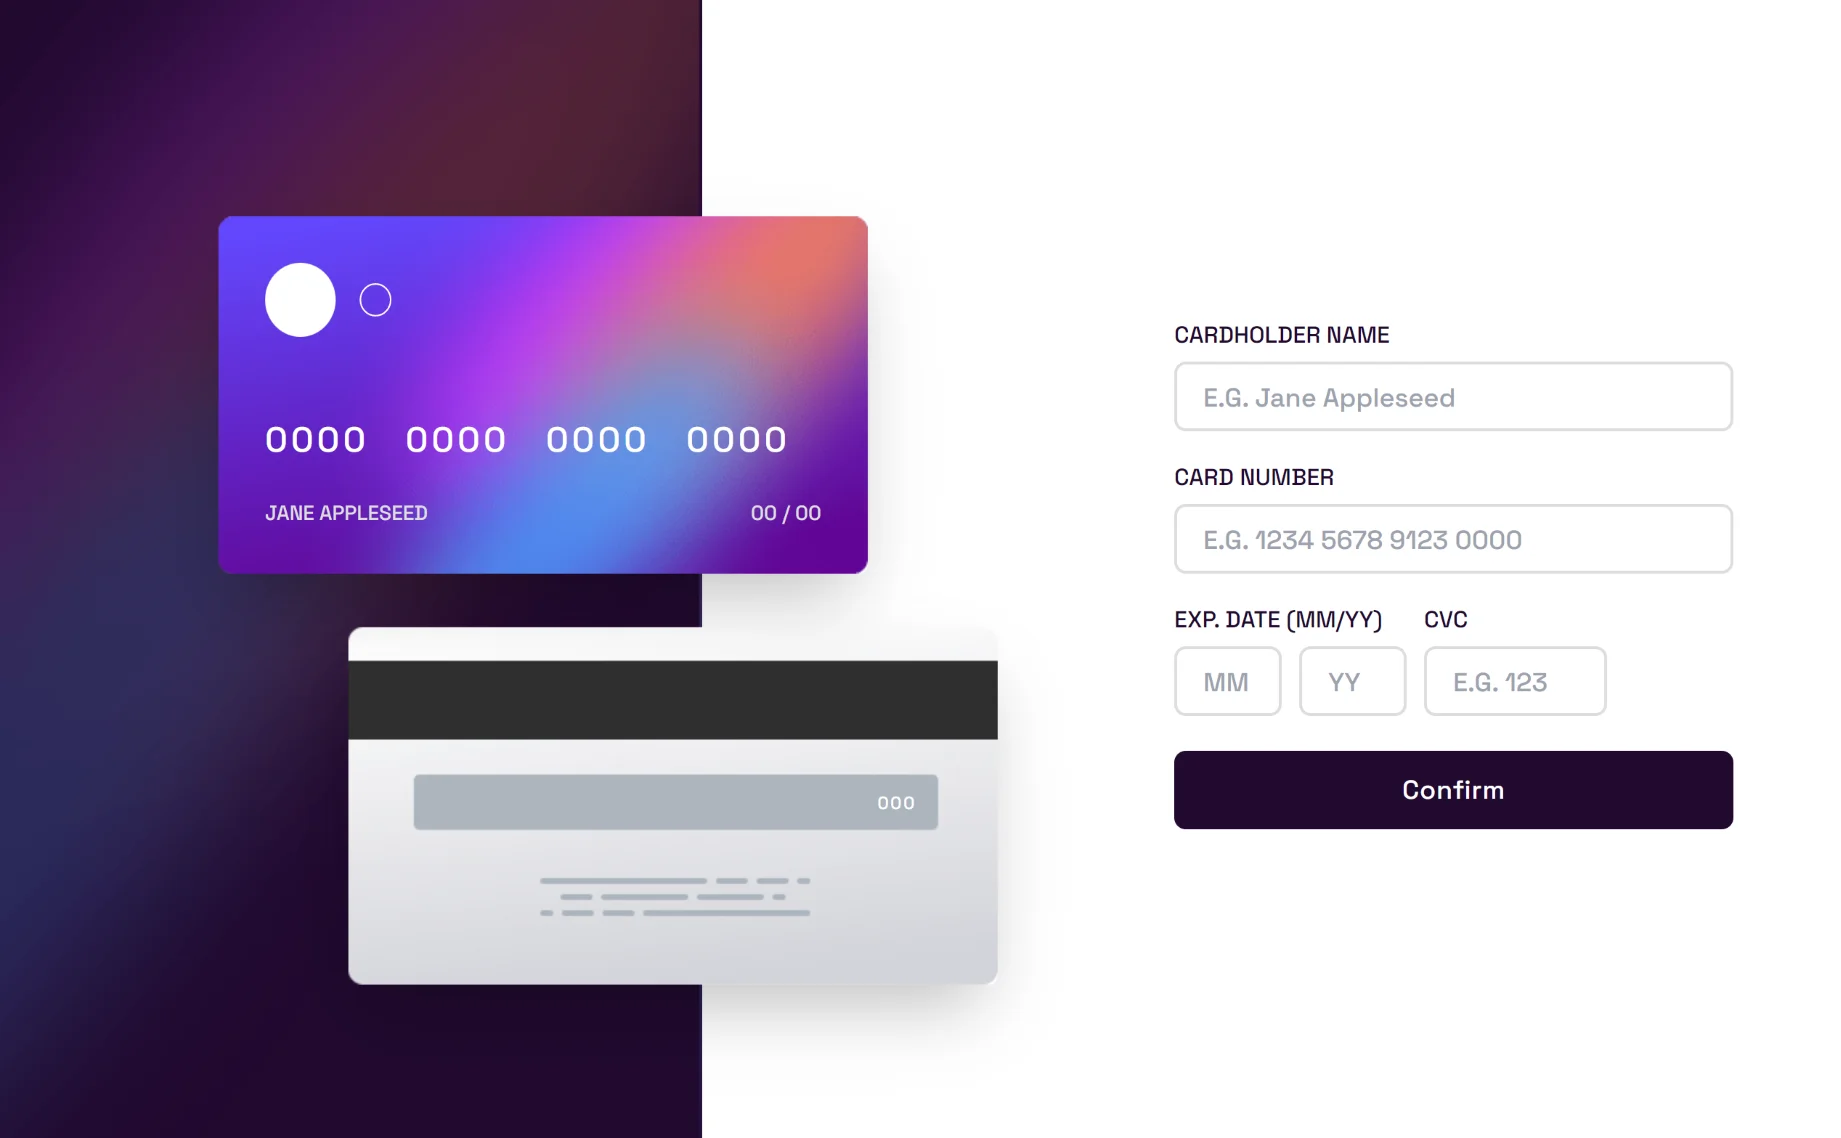 0000 0000 0000 0000
JANE APPLESEED 00 / 00
000
CARDHOLDER NAME
E.G. Jane Appleseed
CARD NUMBER
E.G. 1234 5678 9123 0000
EXP. DATE (MM/YY) CVC
MM YY E.G. 123
Confirm